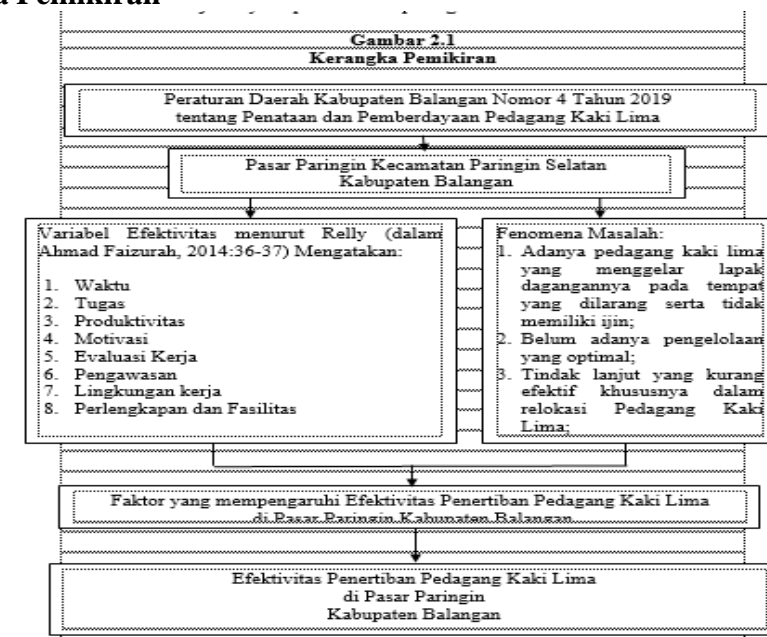 a Pemikiran
Gambar 2.1
Kerangka Pemikiran
Peraturan Daerah Kabupaten Balangan Nomor 4 Tahun 2019
tentang Penataan dan Pemberdayaan Pedagang Kaki Lima
Pasar Paringin Kecamatan Paringin Selatan
Kabupaten Balangan
Variabel Efektivitas menurut Relly (dalam
Ahmad Faizurah, 2014:36-37) Mengatakan:
1. Waktu
2. Tugas
3. Produktivitas
4. Motivasi
5. Evaluasi Kerja
6. Pengawasan
7. Lingkungan kerja
8. Perlengkapan dan Fasilitas
Fenomena Masalah:
1. Adanya pedagang kaki lima
yang menggelar lapak
dagangannya pada tempat
yang dilarang serta tidak
memiliki ijin;
2. Belum adanya pengelolaan
yang optimal;
3. Tindak lanjut yang kurang
efektif khususnya dalam
relokasi Pedagang Kaki
Lima;
Faktor yang mempengaruhi Efektivitas Penertiban Pedagang Kaki Lima
di Pasar Paringin Kabupaten Balangan
Efektivitas Penertiban Pedagang Kaki Lima
di Pasar Paringin
Kabupaten Balangan